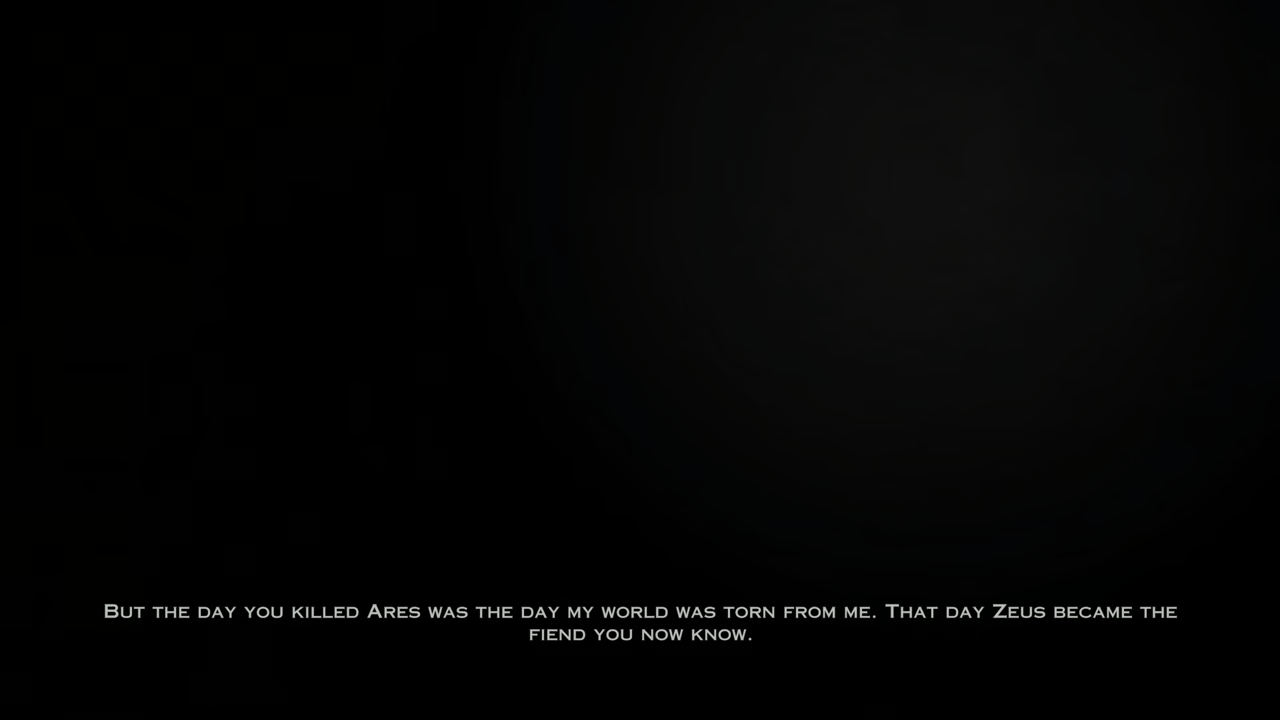 But the day you killed Ares was the day my world was torn from me. That day Zeus became the
fiend you now know.